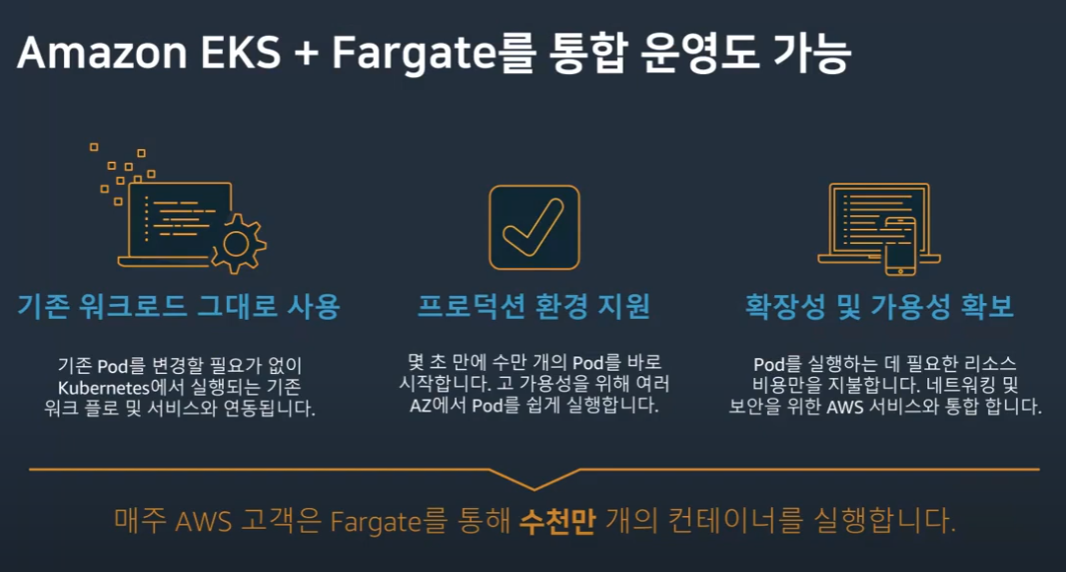 Amazon EKS + Fargate를 통합 운영도 가능
기존 워크로드 그대로 사용
기존 Pod를 변경할 필요가 없이
Kubernetes에서 실행되는 기존
워크 플로 및 서비스와 연동됩니다.
프로덕션 환경 지원
몇 초 만에 수만 개의 Pod를 바로
시작합니다. 고 가용성을 위해 여러
AZ에서 Pod를 쉽게 실행합니다.
확장성 및 가용성 확보
Pod를 실행하는 데 필요한 리소스
비용만을 지불합니다. 네트워킹 및
보안을 위한 AWS 서비스와 통합 합니다.
매주 AWS 고객은 Fargate를 통해 수천만 개의 컨테이너를 실행합니다.